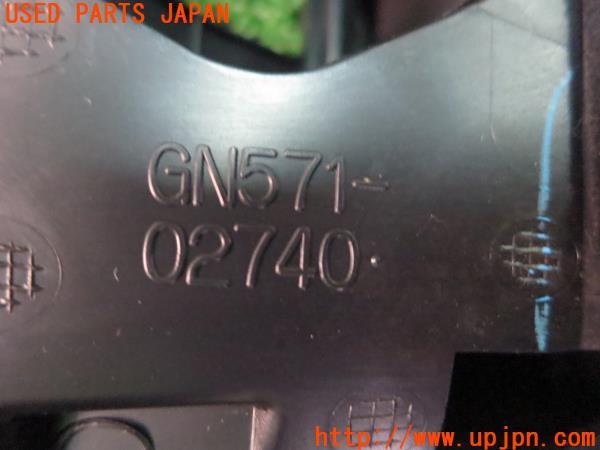 USED PARTS JAPAN
GN571-
02740
http://www.upjpn.com